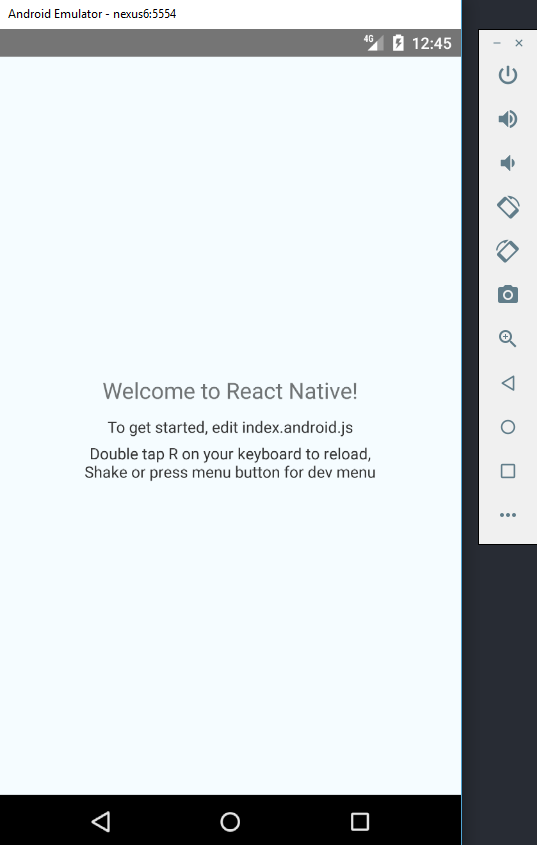 Android Emulator - nexus6:5554
4G 12:45
Welcome to React Native!
To get started, edit index.android.js
Double tap R on your keyboard to reload,
Shake or press menu button for dev menu